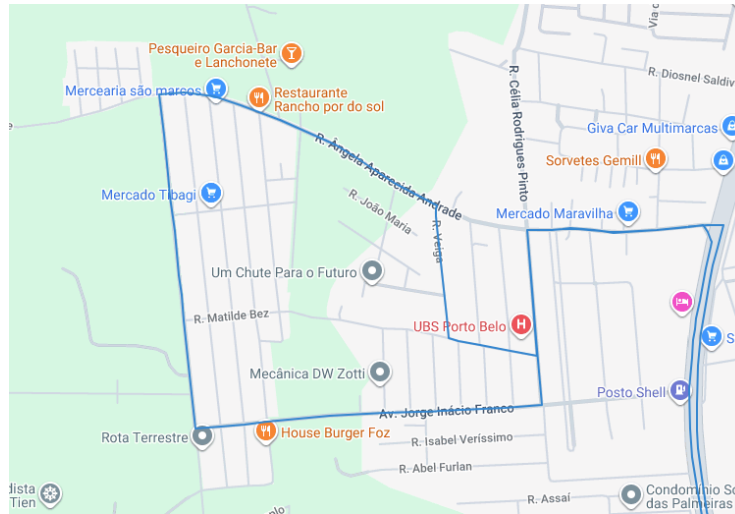 Pesqueiro Garcia-Bar
e Lanchonete
Mercearia são marcos
Restaurante
Rancho por do sol
R. Ângela Aparecida Andrade
R. Célia Rodrigues Pinto
Via
R. Diosnel Saldiv
Giva Car Multimarcas
Sorvetes Gemill
Mercado Tibagi
R. João Maria
R. Veiga
Mercado Maravilha
Um Chute Para o Futuro
R. Matilde Bez
UBS Porto Belo
S
Mecânica DW Zotti
Posto Shell
Av. Jorge Inácio Franco
Rota Terrestre
House Burger Foz
R. Isabel Veríssimo
R. Abel Furlan
dista
Tien
R. Assaí
Condomínio So
das Palmeiras